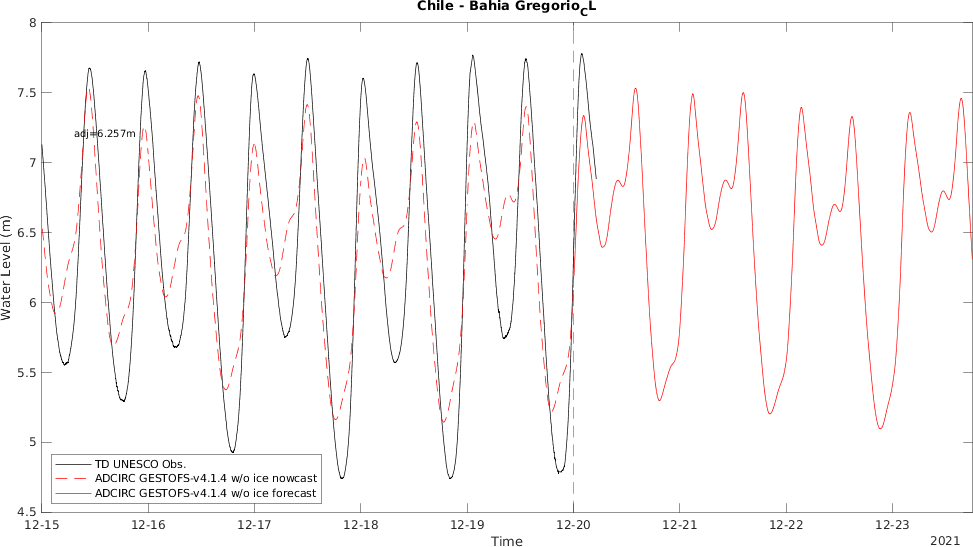 Chile - Bahia Gregorio_CL
8
7.5
adj=6.257m
7
6.5
6
5.5
5
4.5
Water Level (m)
TD UNESCO Obs.
ADCIRC GESTOFS-v4.1.4 w/o ice nowcast
ADCIRC GESTOFS-v4.1.4 w/o ice forecast
12-15 12-16 12-17 12-18 12-19 12-20 12-21 12-22 12-23
Time
2021